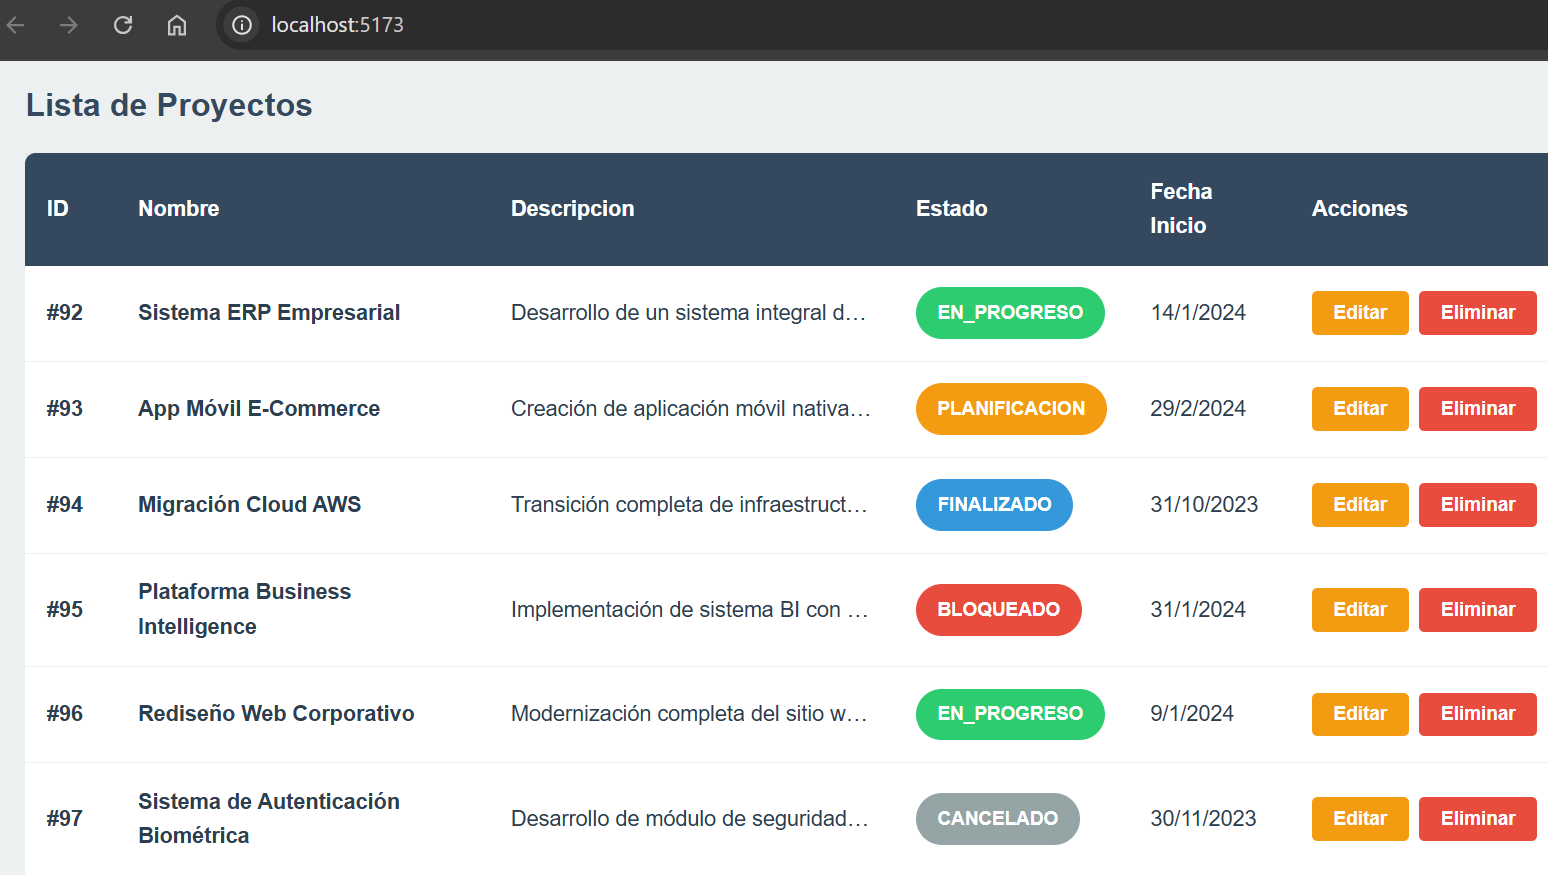 localhost:5173
Lista de Proyectos
ID Nombre Descripcion Estado Fecha Inicio Acciones
#92 Sistema ERP Empresarial Desarrollo de un sistema integral d... EN_PROGRESO 14/1/2024 Editar Eliminar
#93 App Móvil E-Commerce Creación de aplicación móvil nativa... PLANIFICACION 29/2/2024 Editar Eliminar
#94 Migración Cloud AWS Transición completa de infraestruct... FINALIZADO 31/10/2023 Editar Eliminar
#95 Plataforma Business Intelligence Implementación de sistema BI con ... BLOQUEADO 31/1/2024 Editar Eliminar
#96 Rediseño Web Corporativo Modernización completa del sitio w... EN_PROGRESO 9/1/2024 Editar Eliminar
#97 Sistema de Autenticación Biométrica Desarrollo de módulo de seguridad... CANCELADO 30/11/2023 Editar Eliminar